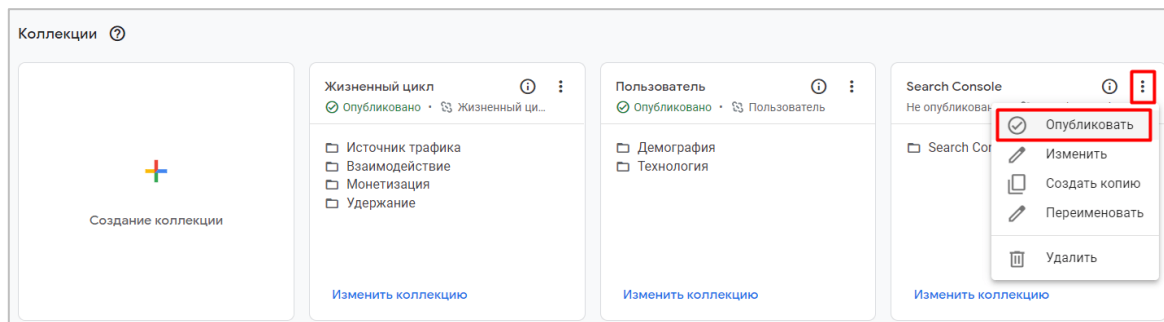 Коллекции
Создание коллекции
Жизненный цикл
Опубликовано • Жизненный ци...
Источник трафика
Взаимодействие
Монетизация
Удержание
Изменить коллекцию
Пользователь
Опубликовано • Пользователь
Демография
Технология
Изменить коллекцию
Search Console
Не опубликован
Search Con
Изменить коллекцию
Опубликовать
Изменить
Создать копию
Переименовать
Удалить